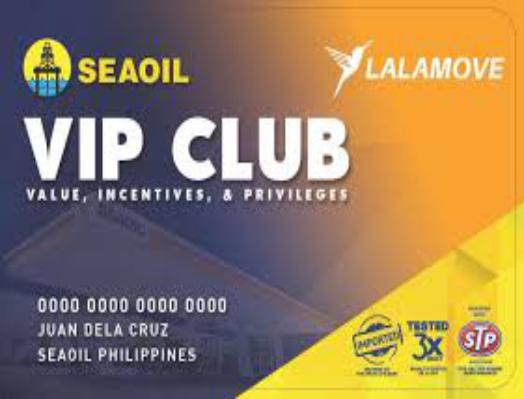 SEAOIL
LALAMOVE
VIP CLUB
VALUE, INCENTIVES, & PRIVILEGES
0000 0000 0000 0000
JUAN DELA CRUZ
SEAOIL PHILIPPINES
IMPORTED
TESTED
3X
STP